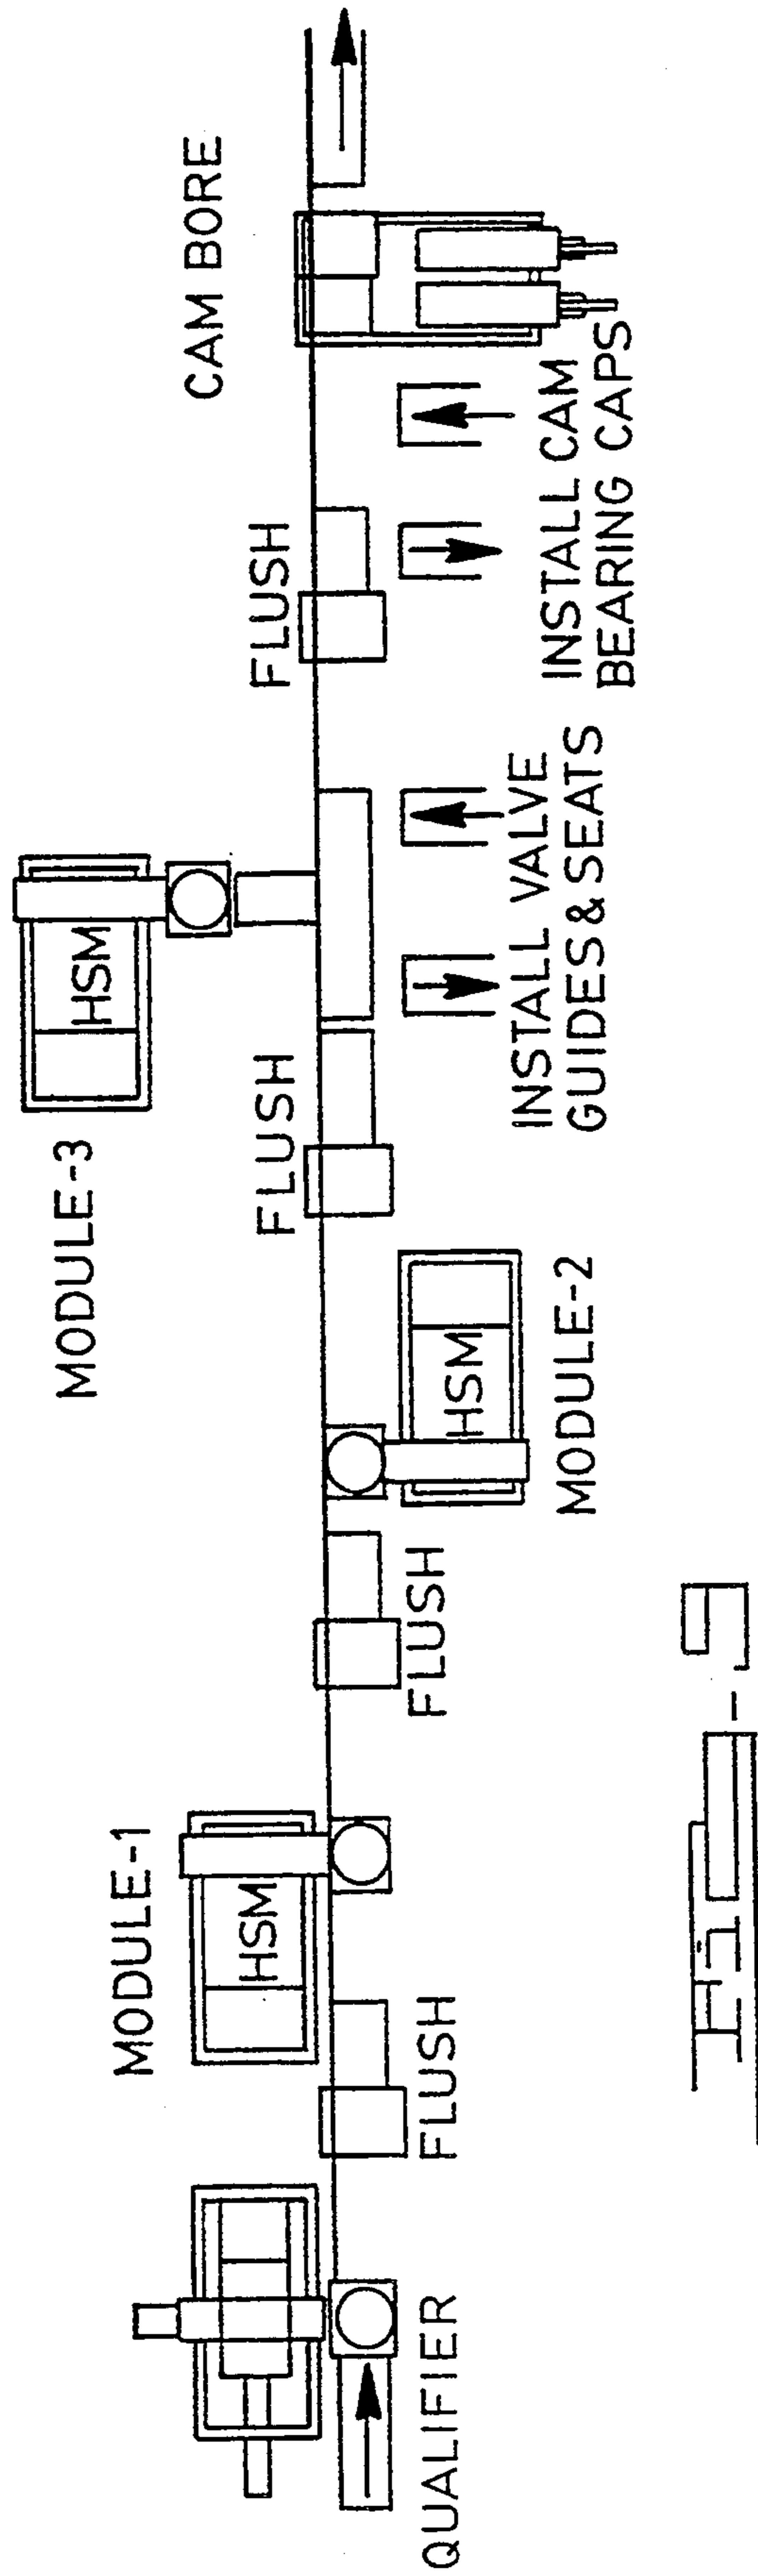 QUALIFIER
FLUSH
MODULE-1
HSM
FLUSH
MODULE-2
HSM
FLUSH
MODULE-3
HSM
INSTALL VALVE
GUIDES & SEATS
FLUSH
INSTALL CAM
BEARING CAPS
CAM BORE
Fig-9